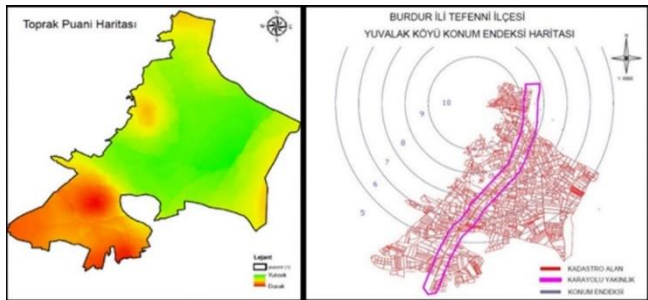 Toprak Puani Haritası
Lejant
Yüksek
Düşük
BURDUR İLİ TEFENNİ İLÇESİ
YUVALAK KÖYÜ KONUM ENDEKSİ HARİTASI
10
9
8
7
6
5
KADASTRO ALAN
KARAYOLU YAKINLIK
KONUM ENDEKSİ